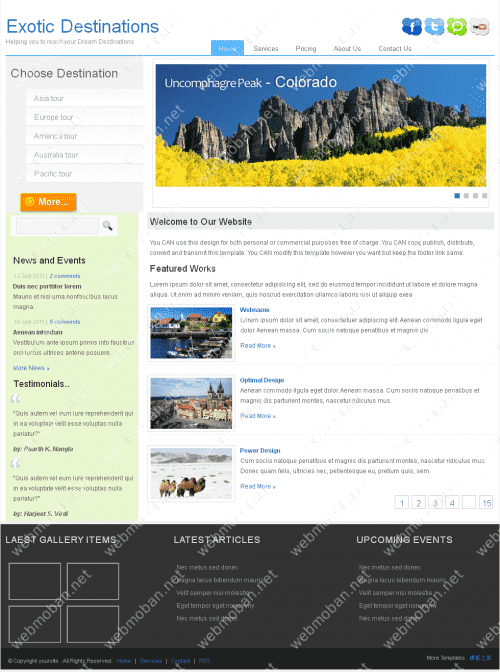 Exotic Destinations
Helping you to reach your Dream Destinations
Home Services Pricing About Us Contact Us
Choose Destination
Asia tour
Europe tour
America tour
Australia tour
Pacific tour
More...
Uncomphagre Peak - Colorado
Welcome to Our Website
You CAN use this design for both personal or commercial purposes free of charge. You CAN copy, publish, distribute,
convert and transmit this template. You CAN modify this template however you want but keep the footer link same.
Featured Works
Lorem ipsum dolor sit amet, consectetur adipisicing elit, sed do eiusmod tempor incididunt ut labore et dolore magna
aliqua. Ut enim ad minim veniam, quis nostrud exercitation ullamco laboris nisi ut aliquip exea
Webname
Lorem ipsum dolor sit amet, consectetuer adipiscing elit. Aenean commodo ligula eget
dolor. Aenean massa. Cum sociis natoque penatibus et magnis dis
Read More »
Optimal Design
Aenean commodo ligula eget dolor. Aenean massa. Cum sociis natoque penatibus et
magnis dis parturient montes, nascetur ridiculus mus.
Read More »
Power Design
Cum sociis natoque penatibus et magnis dis parturient montes, nascetur ridiculus mus.
Donec quam felis, ultricies nec, pellentesque eu, pretium quis, sem.
Read More »
1 2 3 4 ... 15
News and Events
13 July 2011 | 2 comments
Duis nec porttitor lorem
Mauris et nisl urna non faucibus lacus
magna.
10 July 2011 | 5 comments
Aenean interdum
Vestibulum ante ipsum primis into faucibus
orci luctus ultrices antene posuere.
More News »
Testimonials..
"Quis autem vel eum iure reprehenderit qui
in ea voluptate velit esse voluptas nulla
pariatur?"
by: Paarth K. Nangla
"Quis autem vel eum iure reprehenderit qui
in ea voluptate velit esse voluptas nulla
pariatur?"
by: Harjeet S. Virdi
LAEST GALLERY ITEMS
LATEST ARTICLES
Nec metus sed donec
Magna lacus bibendum mauris
Velit semper nisi molestie
Eget tempor eget nonummy
Nec metus sed donec
UPCOMING EVENTS
Nec metus sed donec
Magna lacus bibendum mauris
Velit semper nisi molestie
Eget tempor eget nonummy
Nec metus sed donec
© Copyright yoursite. All Rights Reserved. Home | Services | Contact | RSS
More Templates 模板之家
webmoban.net